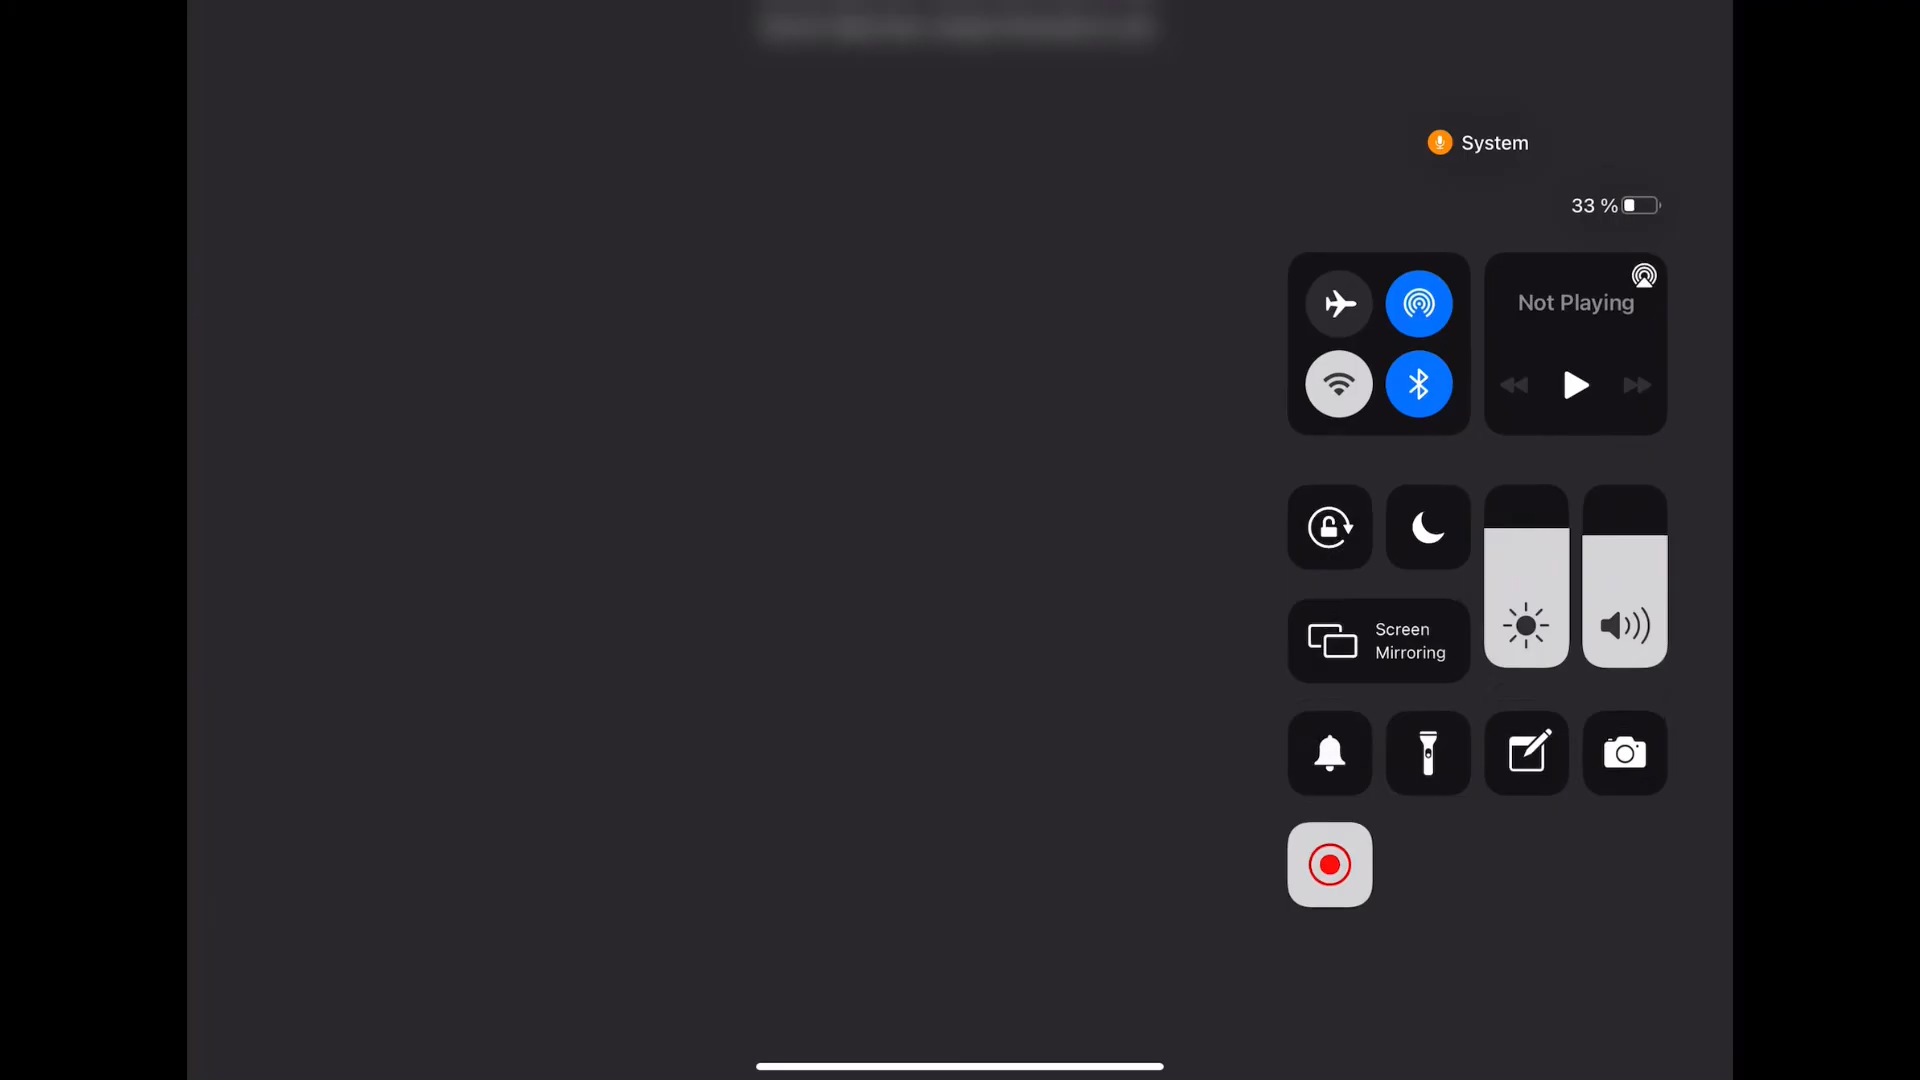 System
33 %
Not Playing
Screen
Mirroring